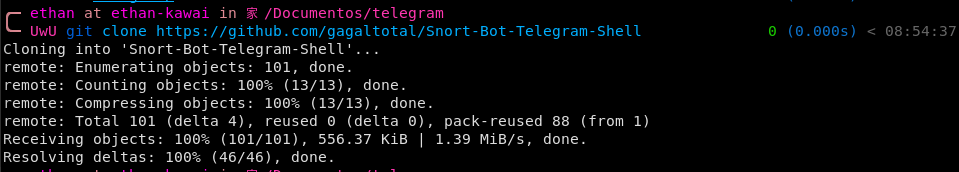 ethan at ethan-kawai in 家 /Documentos/telegram
UwU git clone https://github.com/gagaltotal/Snort-Bot-Telegram-Shell 0 (0.000s) < 08:54:37
Cloning into 'Snort-Bot-Telegram-Shell'...
remote: Enumerating objects: 101, done.
remote: Counting objects: 100% (13/13), done.
remote: Compressing objects: 100% (13/13), done.
remote: Total 101 (delta 4), reused 0 (delta 0), pack-reused 88 (from 1)
Receiving objects: 100% (101/101), 556.37 KiB | 1.39 MiB/s, done.
Resolving deltas: 100% (46/46), done.